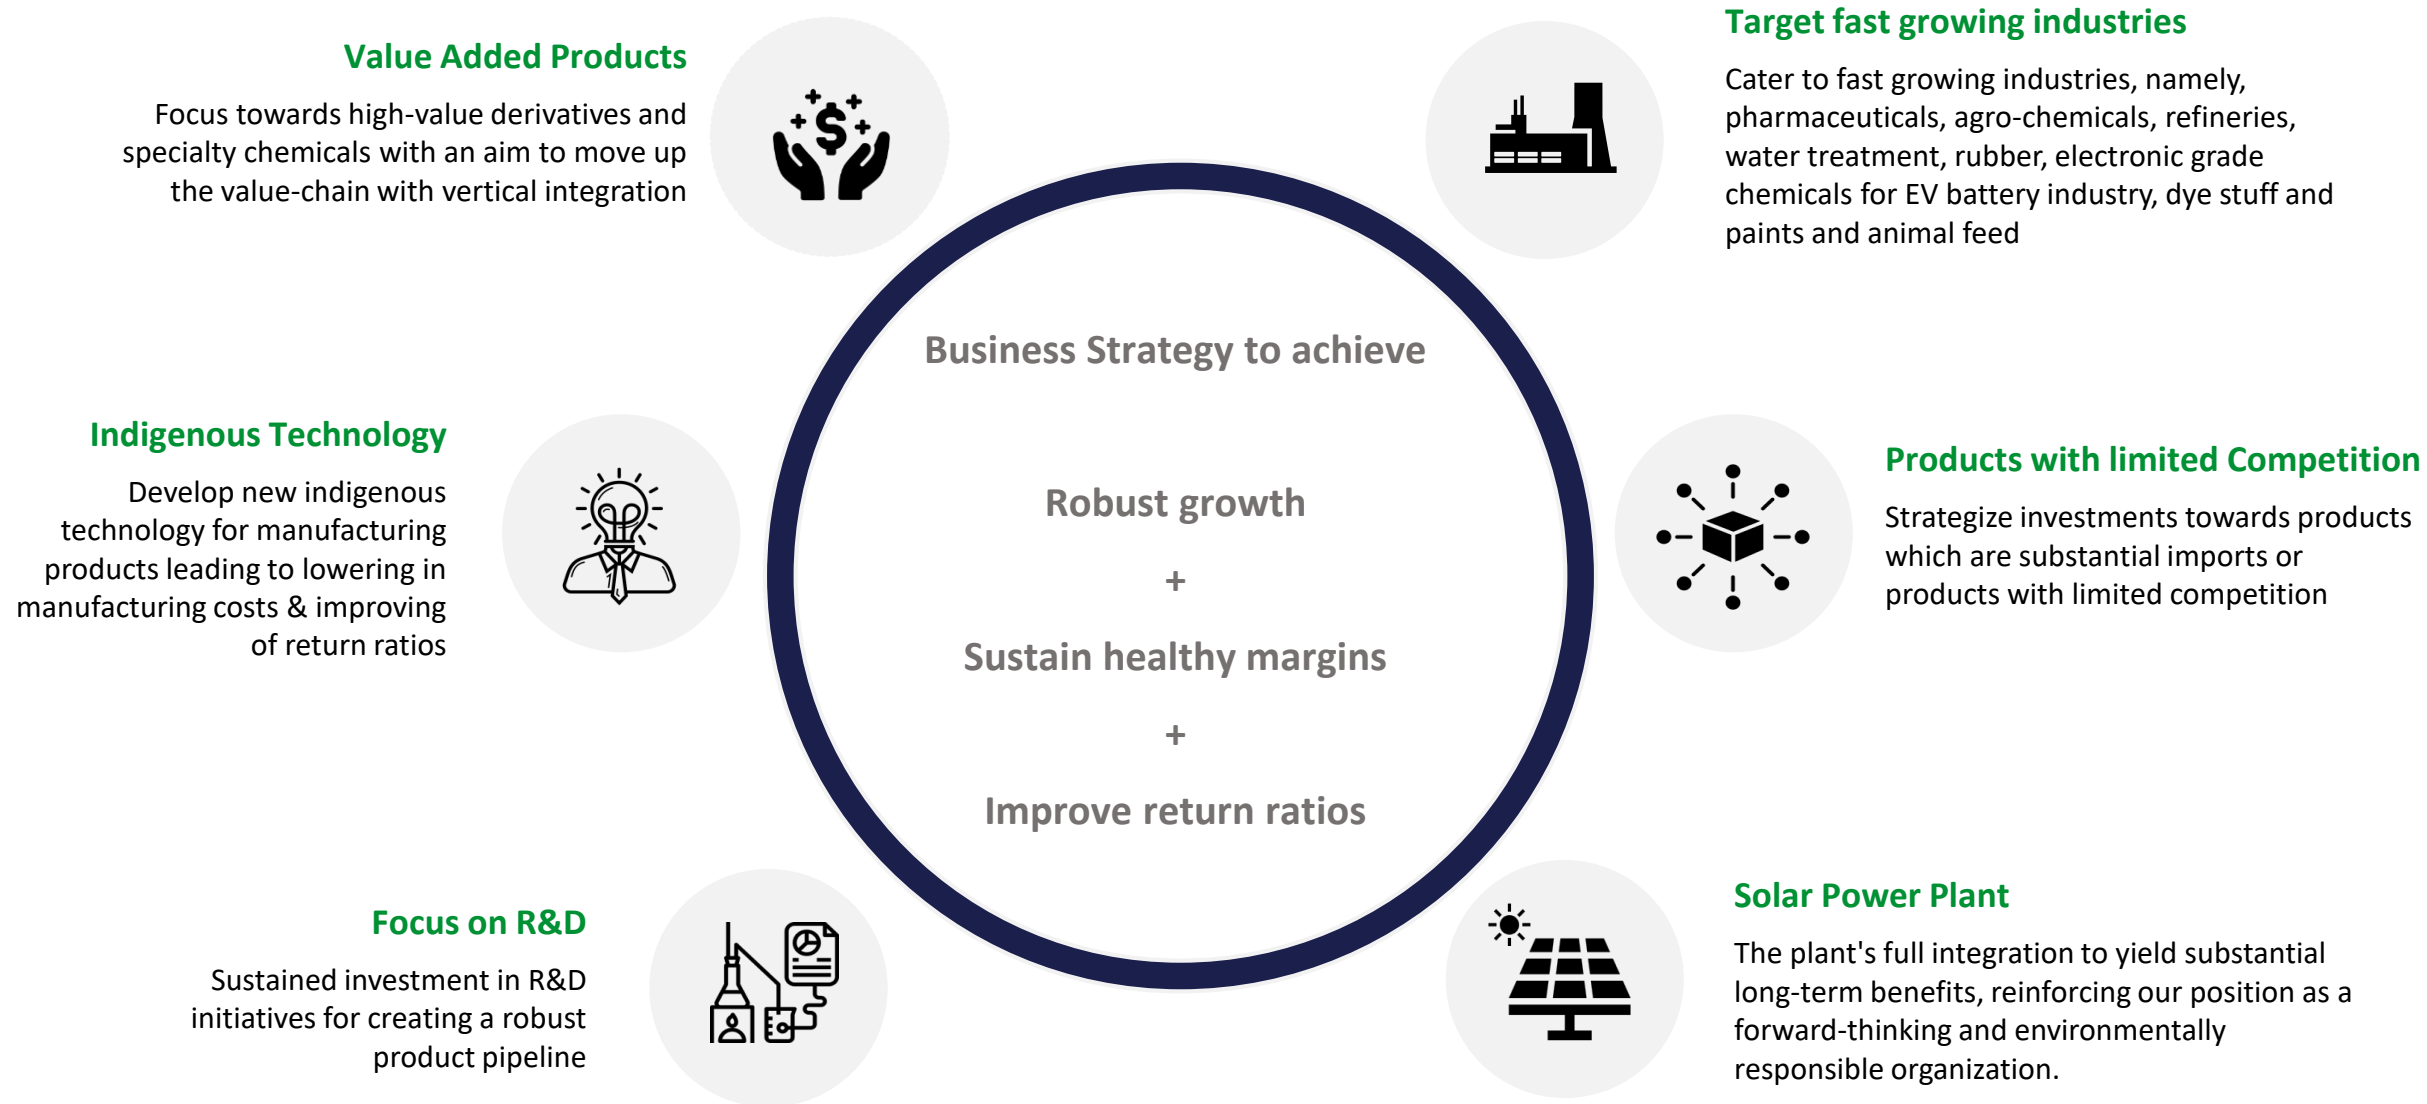 Value Added Products
Focus towards high-value derivatives and
specialty chemicals with an aim to move up
the value-chain with vertical integration
Target fast growing industries
Cater to fast growing industries, namely,
pharmaceuticals, agro-chemicals, refineries,
water treatment, rubber, electronic grade
chemicals for EV battery industry, dye stuff and
paints and animal feed
Indigenous Technology
Develop new indigenous
technology for manufacturing
products leading to lowering in
manufacturing costs & improving
of return ratios
Business Strategy to achieve
Robust growth
+
Sustain healthy margins
+
Improve return ratios
Products with limited Competition
Strategize investments towards products
which are substantial imports or
products with limited competition
Focus on R&D
Sustained investment in R&D
initiatives for creating a robust
product pipeline
Solar Power Plant
The plant's full integration to yield substantial
long-term benefits, reinforcing our position as a
forward-thinking and environmentally
responsible organization.